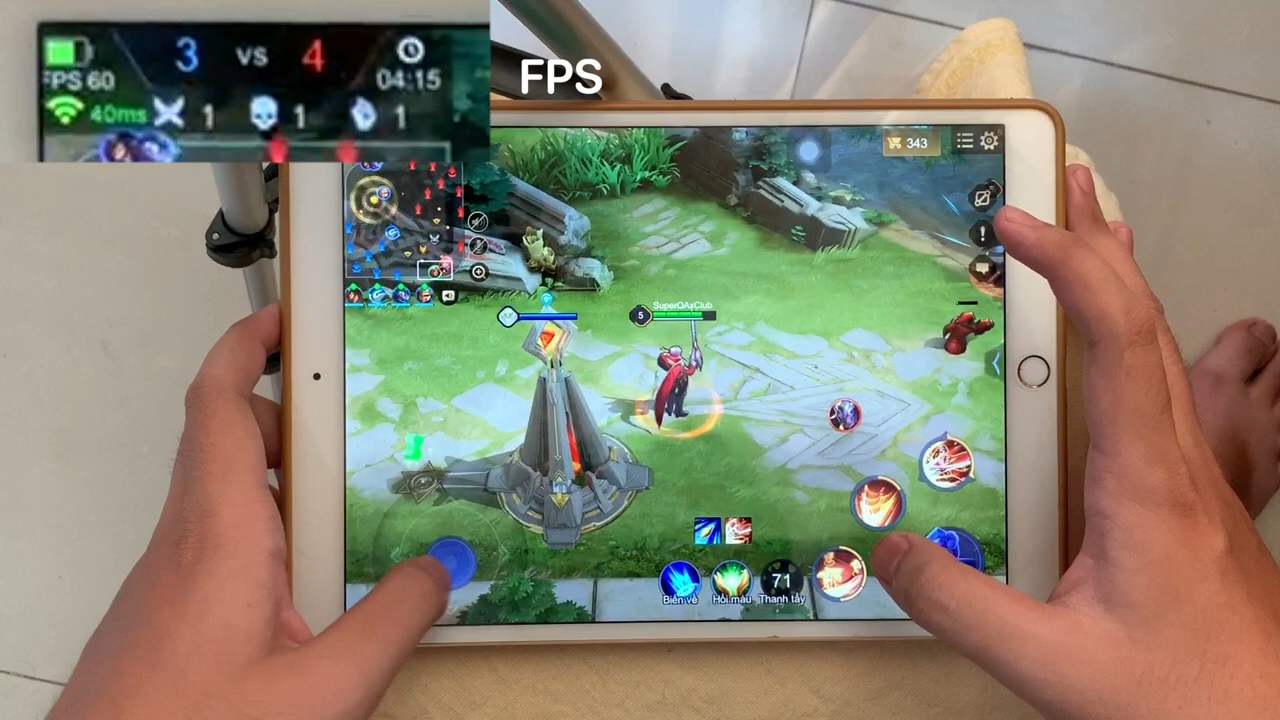 3 vs 4
FPS 60
04:15
40ms 1 1 1
FPS
343
SuperQAxClub
5
71
Biến về Hồi máu Thanh tẩy